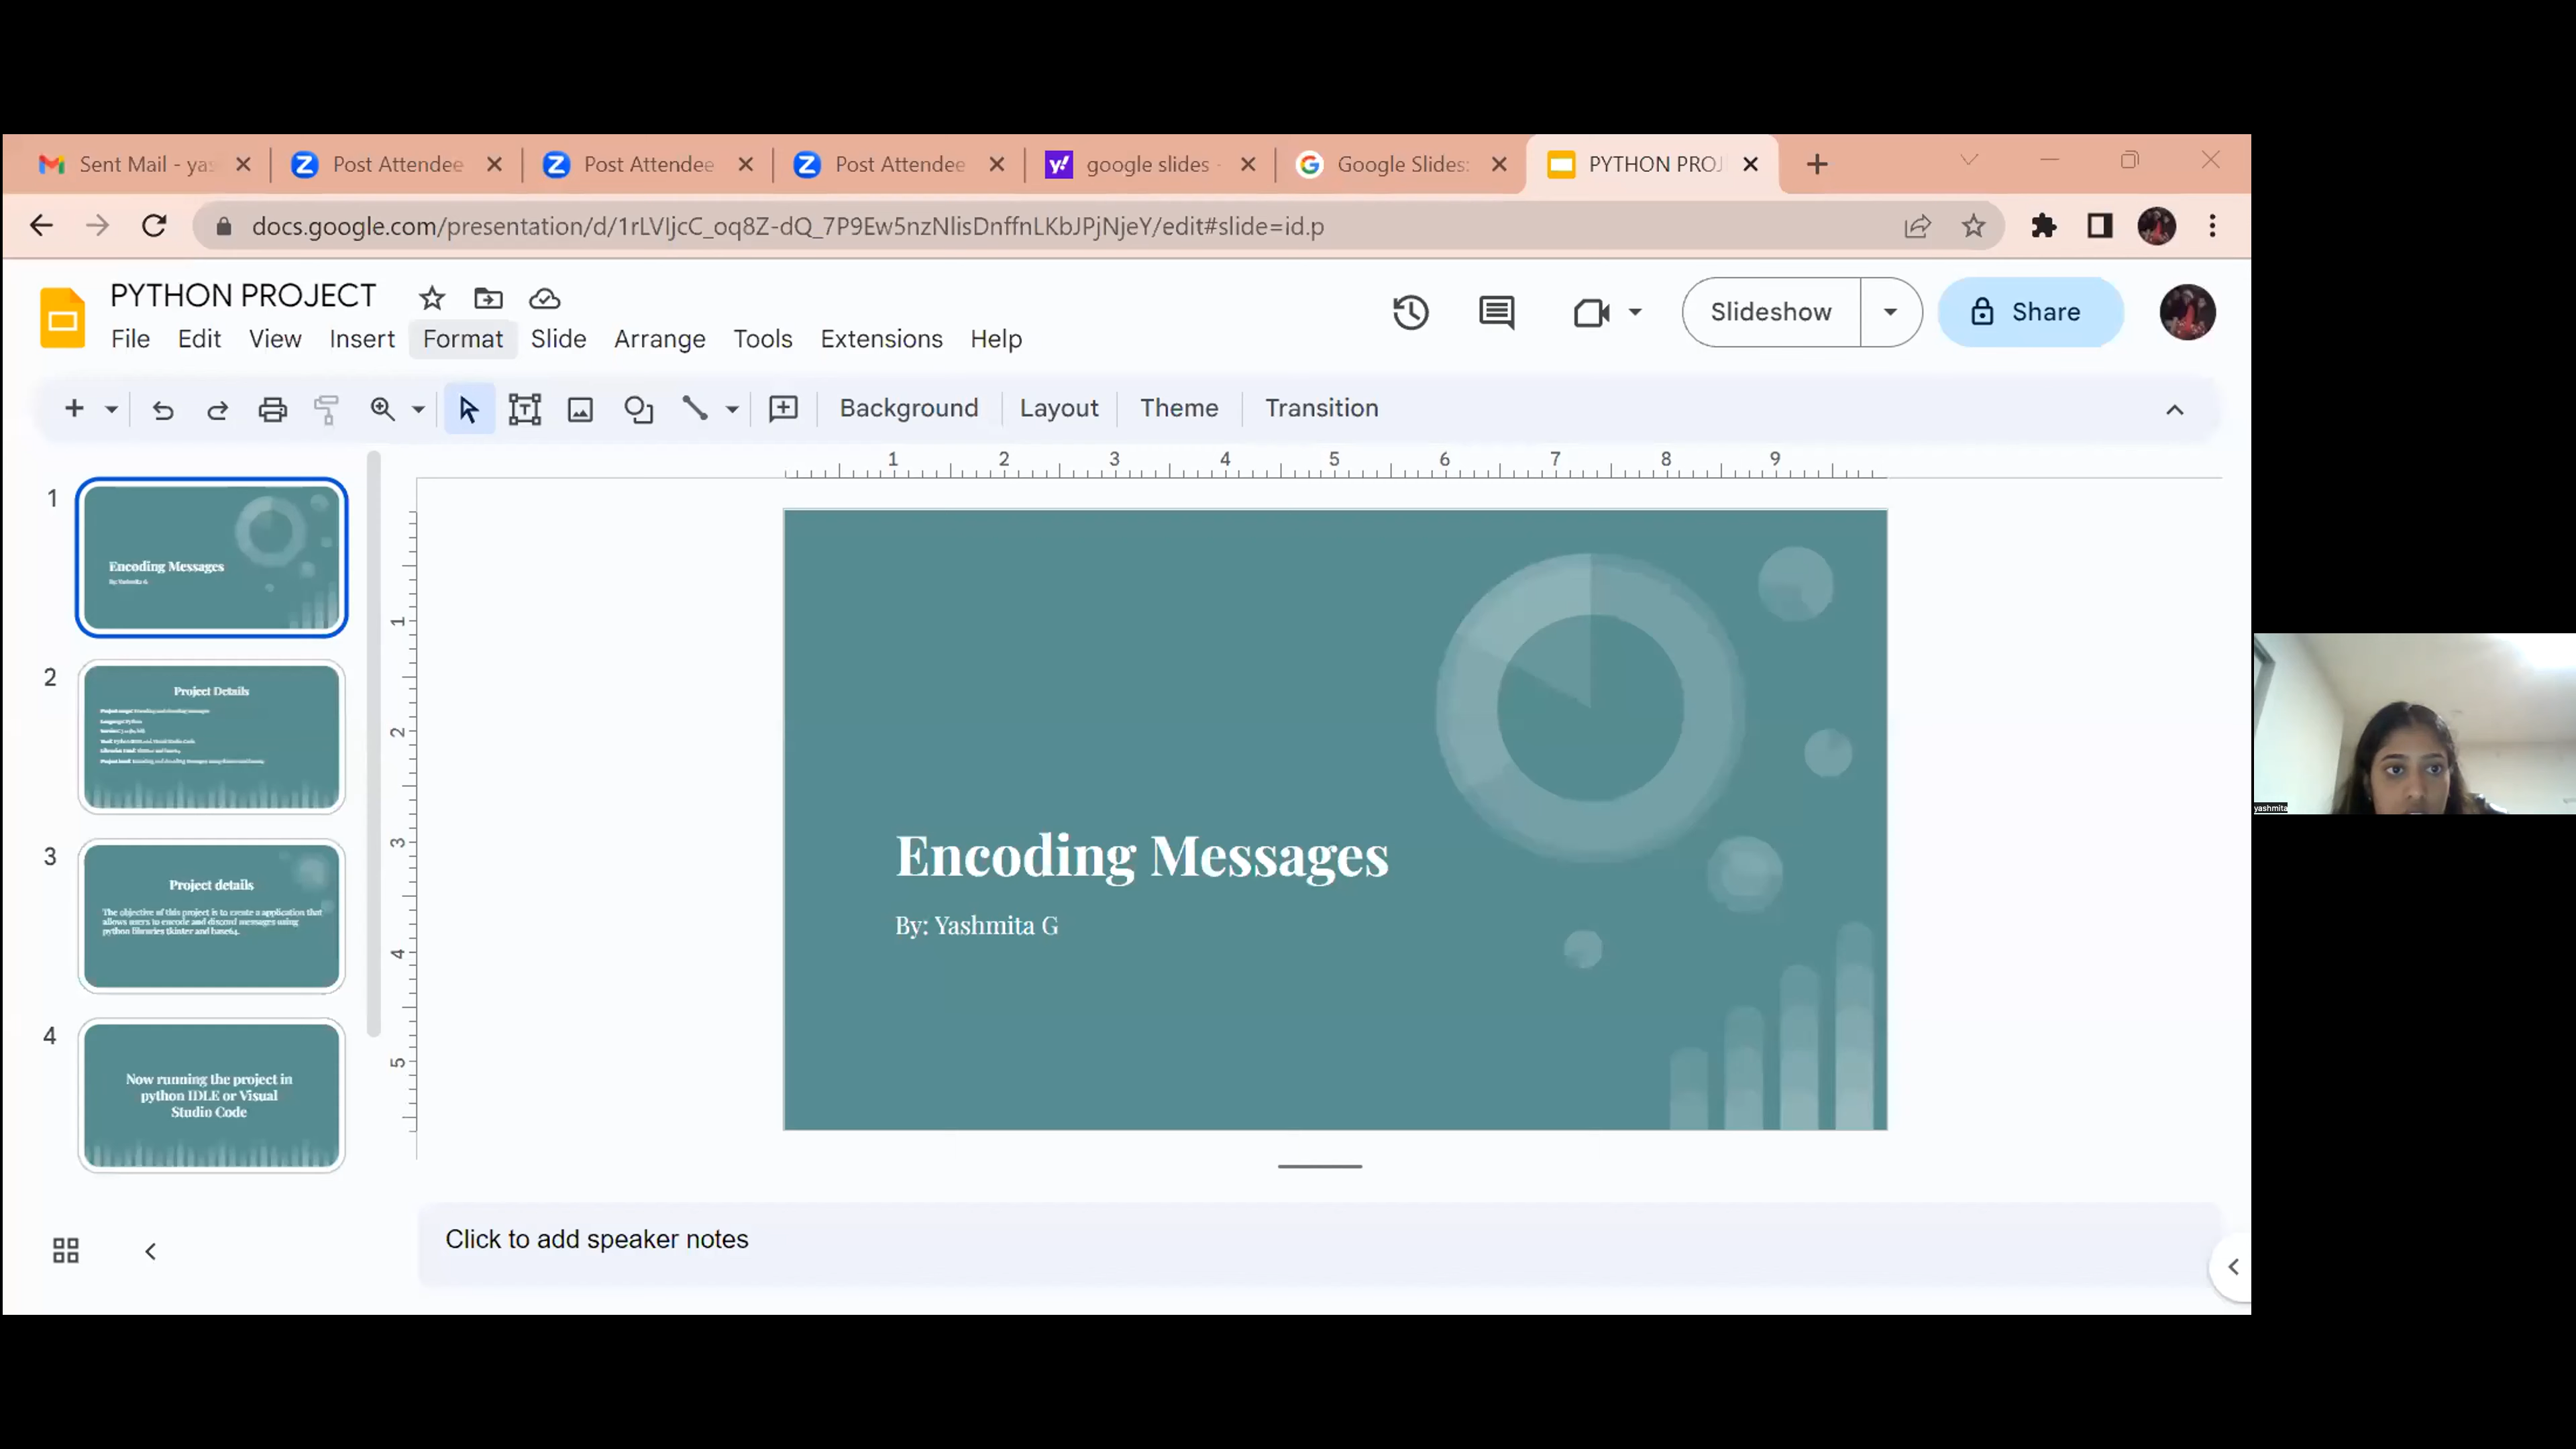 Sent Mail - yas
Post Attendee
Post Attendee
Post Attendee
google slides -
Google Slides:
PYTHON PROJ
docs.google.com/presentation/d/1rLVIjcC_oq8Z-dQ_7P9Ew5nzNlisDnffnLKbJPjNjeY/edit#slide=id.p
PYTHON PROJECT
File Edit View Insert Format Slide Arrange Tools Extensions Help
Slideshow
Share
Background Layout Theme Transition
1 2 3 4 5 6 7 8 9
1
2
3
4
5
1
Encoding Messages
By: Yashmita G
2
Project Details
3
Project details
The objective of this project is to create a application that
allows users to encode and discord messages using
python libraries tkinter and base64.
4
Now running the project in
python IDLE or Visual
Studio Code
Encoding Messages
By: Yashmita G
Click to add speaker notes
yashmita